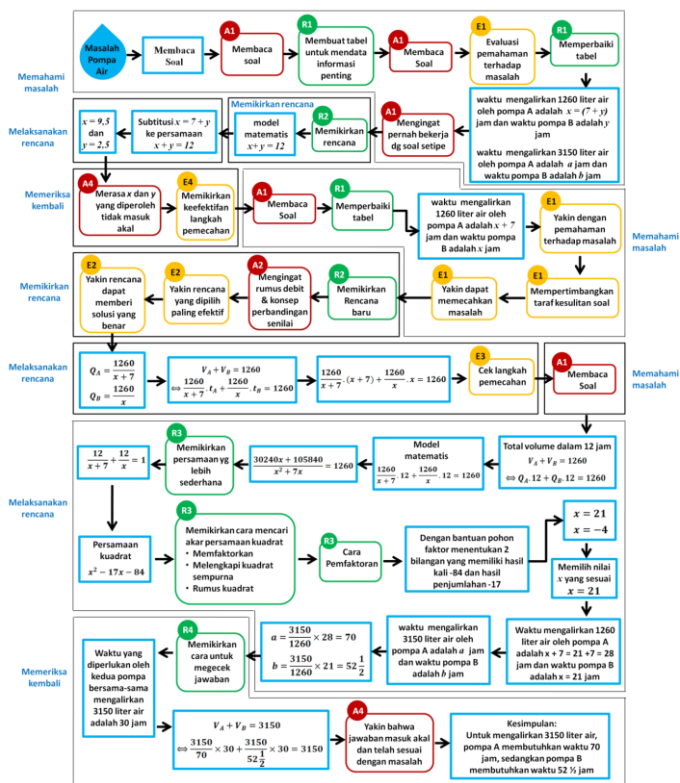 Masalah
Pompa
Air
Membaca
Soal
A1
Membaca
soal
R1
Membuat tabel
untuk mendata
informasi
penting
A1
Membaca
Soal
E1
Evaluasi
pemahaman
terhadap
masalah
R1
Memperbaiki
tabel
Memahami
masalah
waktu mengalirkan 1260 liter air
oleh pompa A adalah x = (7 + y)
jam dan waktu pompa B adalah y
jam
waktu mengalirkan 3150 liter air
oleh pompa A adalah a jam dan
waktu pompa B adalah b jam
A1
Mengingat
pernah bekerja
dg soal setipe
Memikirkan rencana
R2
Memikirkan
rencana
model
matematis
x+ y = 12
Subtitusi x = 7 + y
ke persamaan
x + y = 12
x = 9,5
dan
y = 2,5
Melaksanakan
rencana
Memeriksa
kembali
A4
Merasa x dan y
yang diperoleh
tidak masuk
akal
E4
Memikirkan
keefektifan
langkah
pemecahan
A1
Membaca
Soal
R1
Memperbaiki
tabel
waktu mengalirkan
1260 liter air oleh
pompa A adalah x + 7
jam dan waktu pompa
B adalah x jam
E1
Yakin dengan
pemahaman
terhadap masalah
Memahami
masalah
E1
Mempertimbangkan
taraf kesulitan soal
E1
Yakin dapat
memecahkan
masalah
R2
Memikirkan
Rencana
baru
A2
Mengingat
rumus debit
& konsep
perbandingan
senilai
E2
Yakin rencana
yang dipilih
paling efektif
E2
Yakin rencana
dapat
memberi
solusi yang
benar
Memikirkan
rencana
Melaksanakan
rencana
Q_A = 1260/(x + 7)
Q_B = 1260/x
V_A + V_B = 1260
⇔ 1260/(x + 7) . t_A + 1260/x . t_B = 1260
1260/(x + 7) . (x + 7) + 1260/x . x = 1260
E3
Cek langkah
pemecahan
A1
Membaca
Soal
Memahami
masalah
Total volume dalam 12 jam
V_A + V_B = 1260
⇔ Q_A . 12 + Q_B . 12 = 1260
Model
matematis
1260/(x + 7) . 12 + 1260/x . 12 = 1260
(30240x + 105840)/(x² + 7x) = 1260
R3
Memikirkan
persamaan yg
lebih
sederhana
12/(x + 7) + 12/x = 1
Melaksanakan
rencana
Persamaan
kuadrat
x² − 17x − 84
R3
Memikirkan cara mencari
akar persamaan kuadrat
• Memfaktorkan
• Melengkapi kuadrat
sempurna
• Rumus kuadrat
R3
Cara
Pemfaktoran
Dengan bantuan pohon
faktor menentukan 2
bilangan yang memiliki hasil
kali -84 dan hasil
penjumlahan -17
x = 21
x = −4
Memilih nilai
x yang sesuai
x = 21
Waktu mengalirkan 1260
liter air oleh pompa A
adalah x + 7 = 21 +7 = 28
jam dan waktu pompa B
adalah x = 21 jam
waktu mengalirkan
3150 liter air oleh
pompa A adalah a jam
dan waktu pompa B
adalah b jam
a = 3150/1260 × 28 = 70
b = 3150/1260 × 21 = 52 1/2
R4
Memikirkan
cara untuk
megecek
jawaban
Memeriksa
kembali
Waktu yang
diperlukan oleh
kedua pompa
bersama-sama
mengalirkan
3150 liter air
adalah 30 jam
V_A + V_B = 3150
⇔ 3150/70 × 30 + 3150/(52 1/2) × 30 = 3150
A4
Yakin bahwa
jawaban masuk akal
dan telah sesuai
dengan masalah
Kesimpulan:
Untuk mengalirkan 3150 liter air,
pompa A membutuhkan waktu 70
jam, sedangkan pompa B
membutuhkan waktu 52 ½ jam